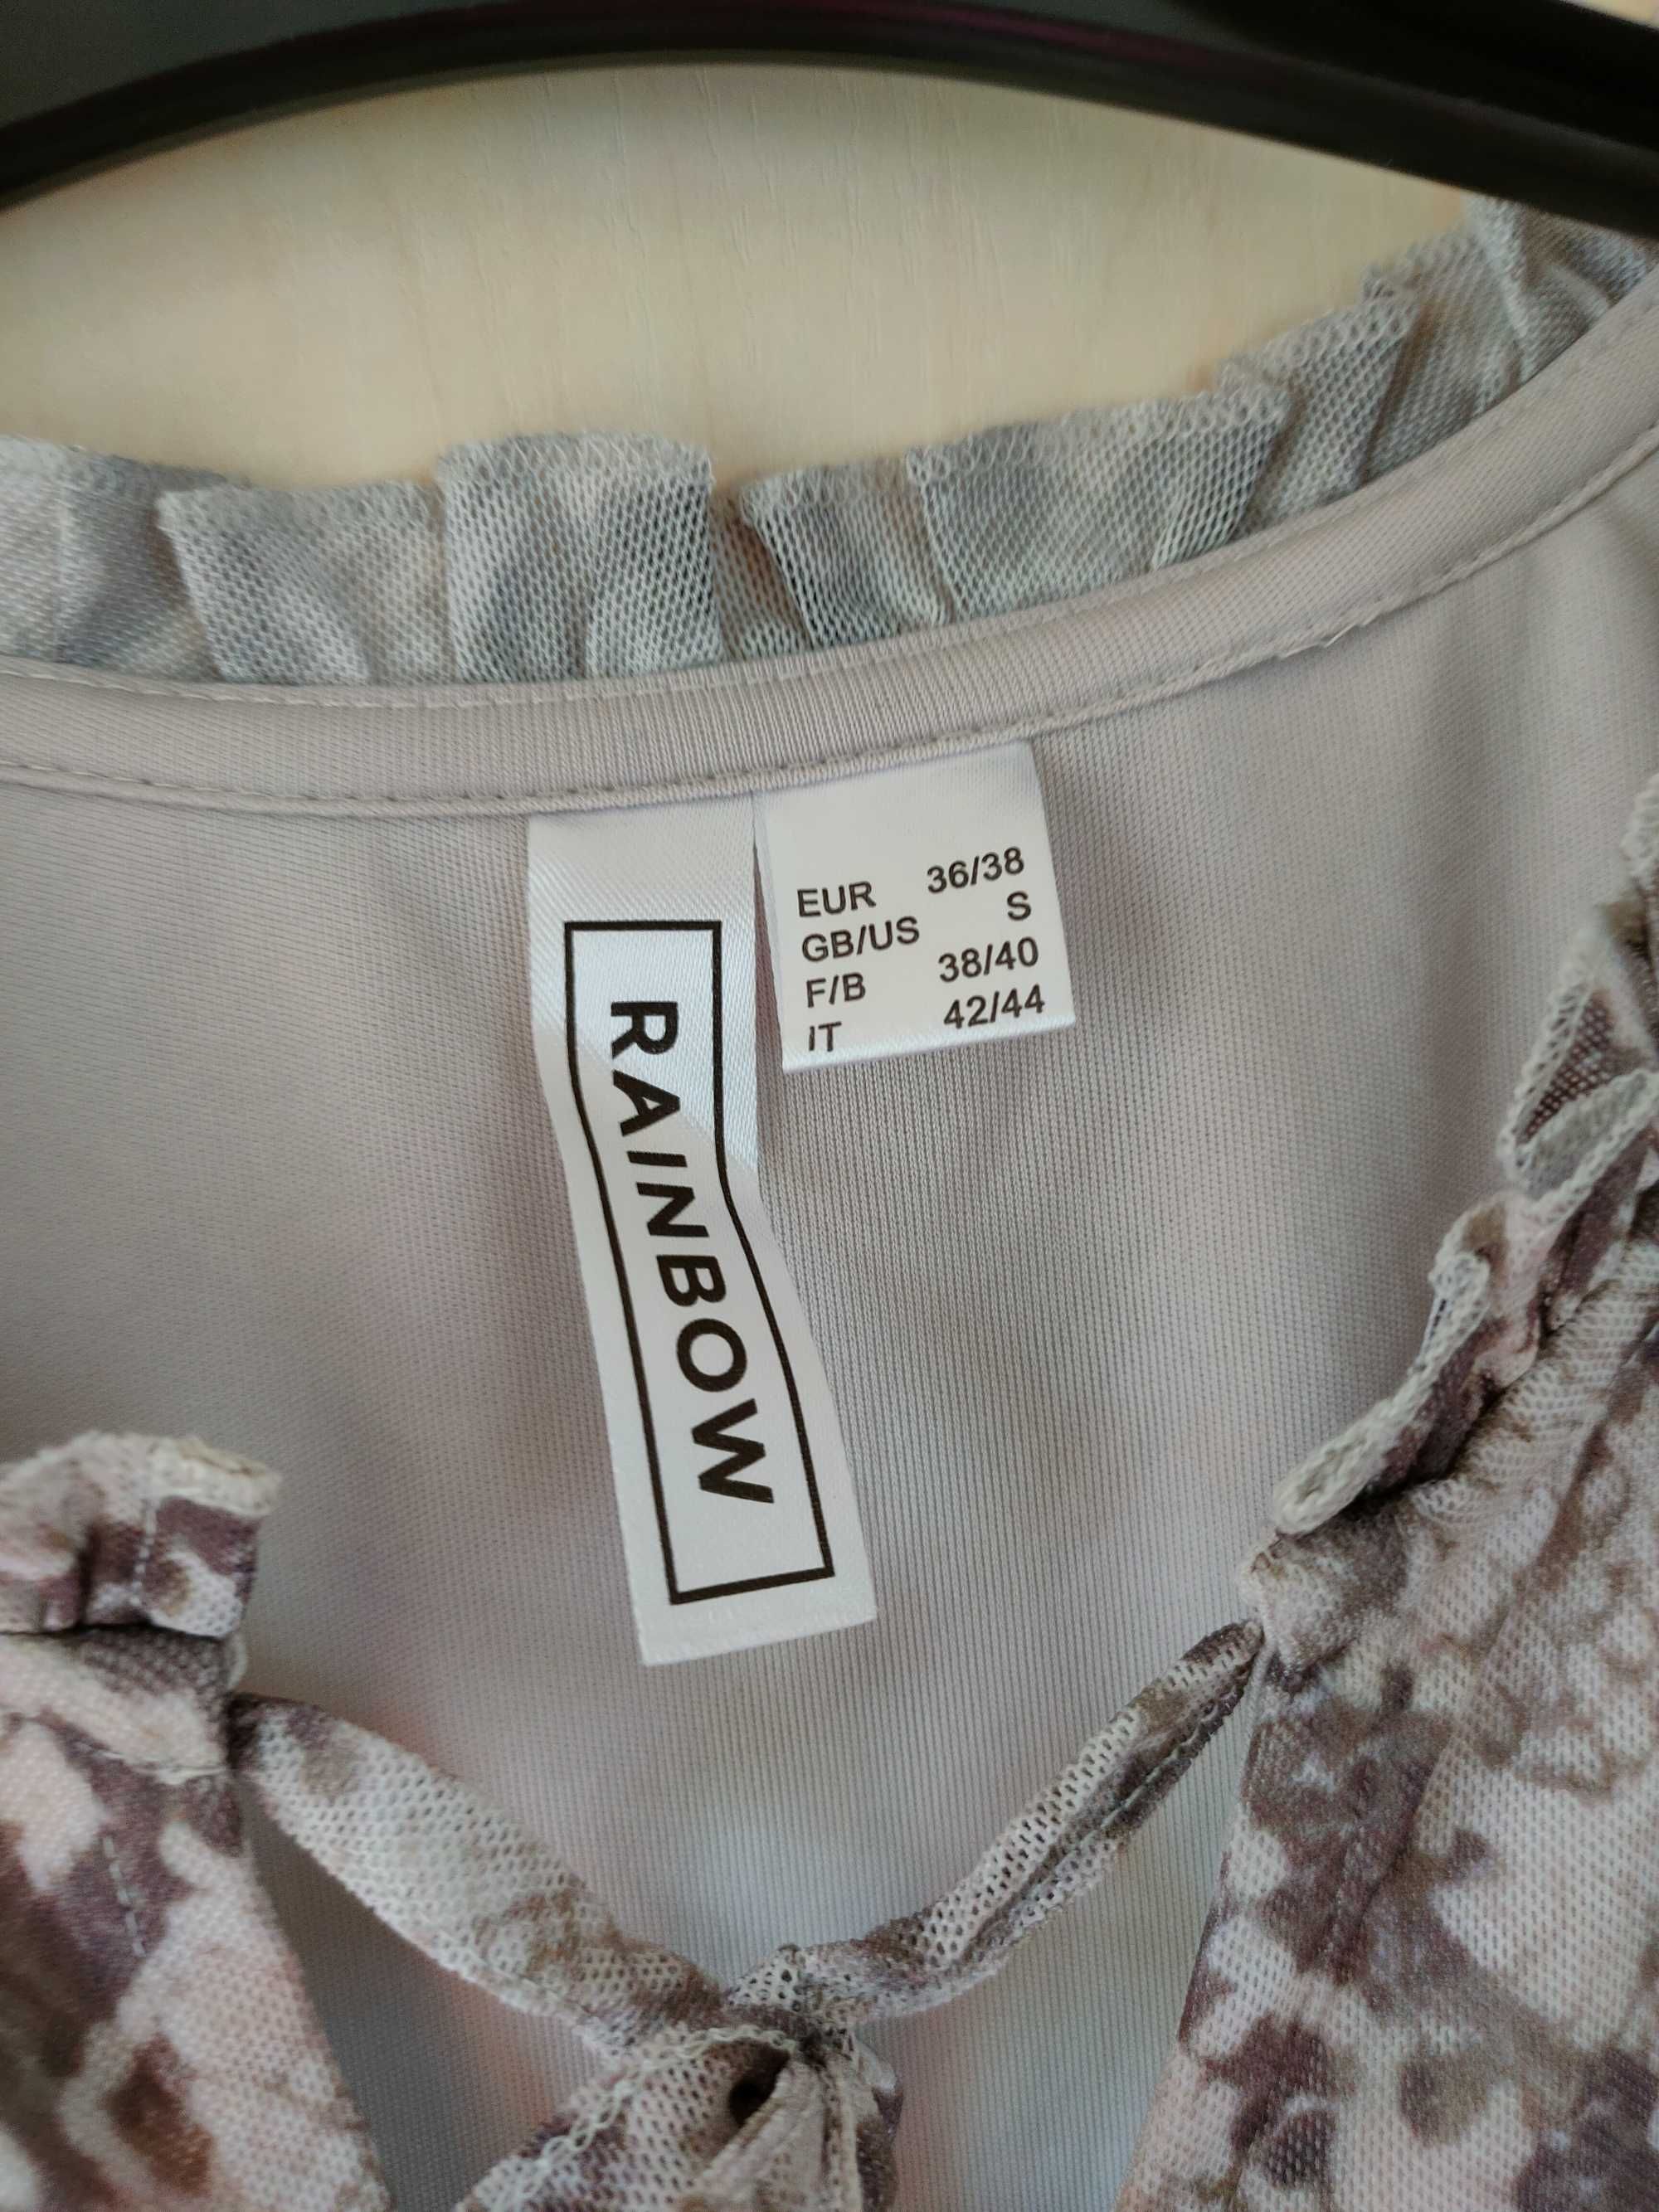 RAINBOW
EUR 36/38
GB/US S
F/B 38/40
IT 42/44